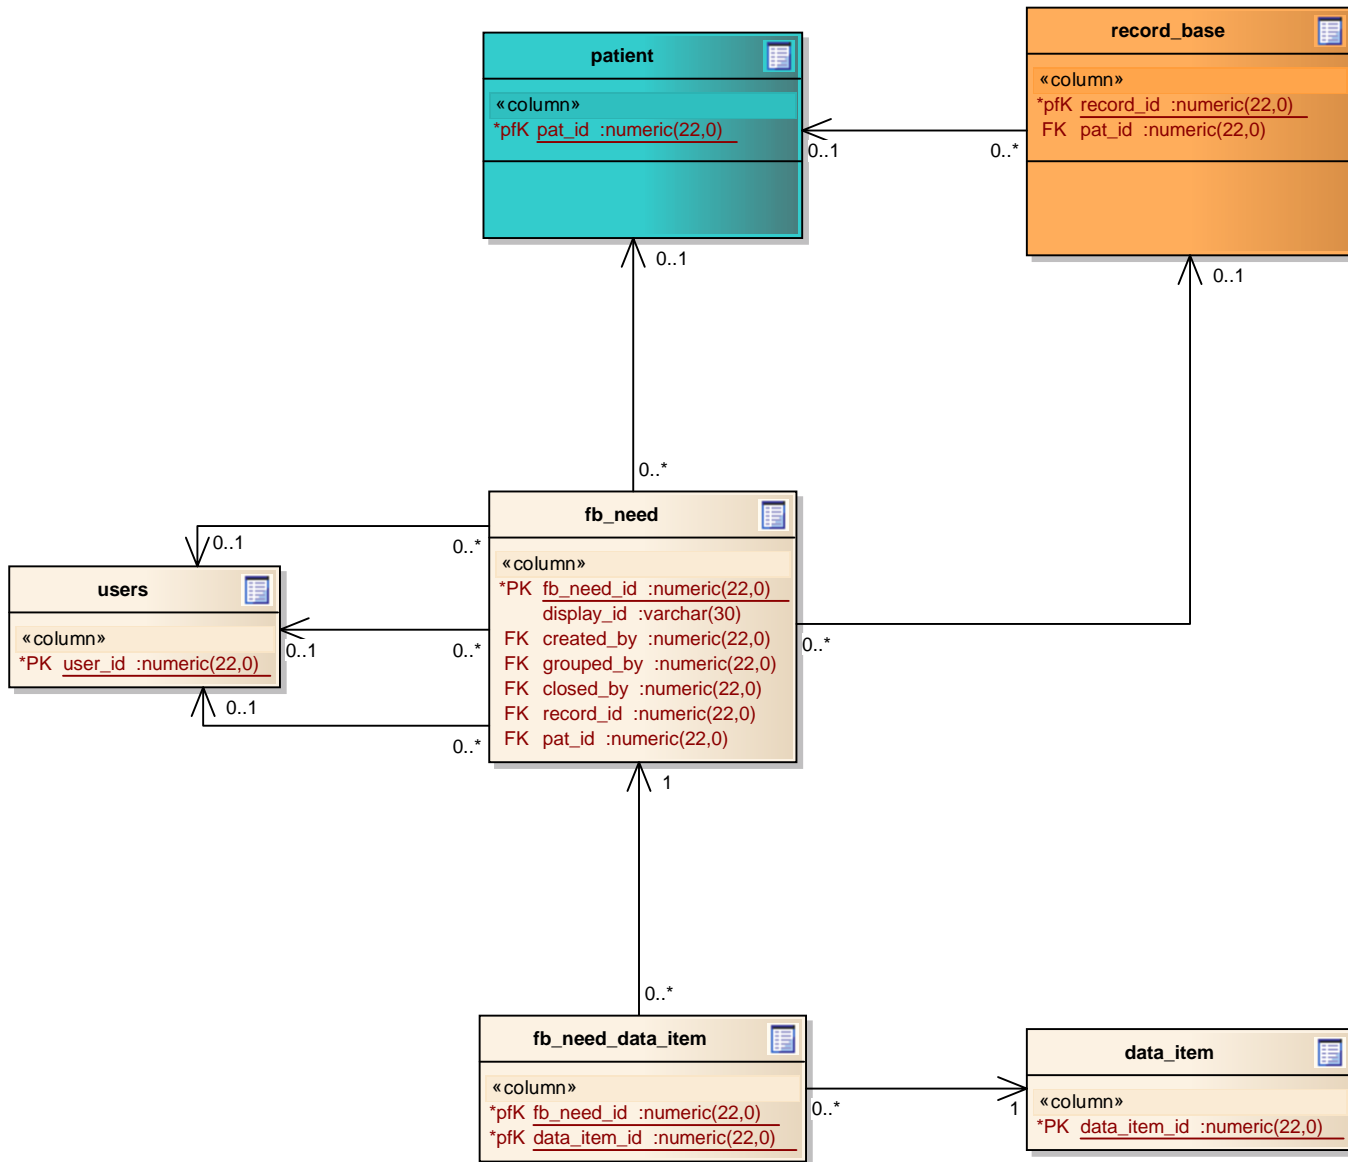 patient
«column»
*pfK pat_id :numeric(22,0)
record_base
«column»
*pfK record_id :numeric(22,0)
FK pat_id :numeric(22,0)
0..1
0..*
0..1
0..1
0..*
fb_need
«column»
*PK fb_need_id :numeric(22,0)
display_id :varchar(30)
FK created_by :numeric(22,0)
FK grouped_by :numeric(22,0)
FK closed_by :numeric(22,0)
FK record_id :numeric(22,0)
FK pat_id :numeric(22,0)
0..1
0..*
users
«column»
*PK user_id :numeric(22,0)
0..1
0..*
0..*
0..1
0..*
1
0..*
fb_need_data_item
«column»
*pfK fb_need_id :numeric(22,0)
*pfK data_item_id :numeric(22,0)
0..*
1
data_item
«column»
*PK data_item_id :numeric(22,0)